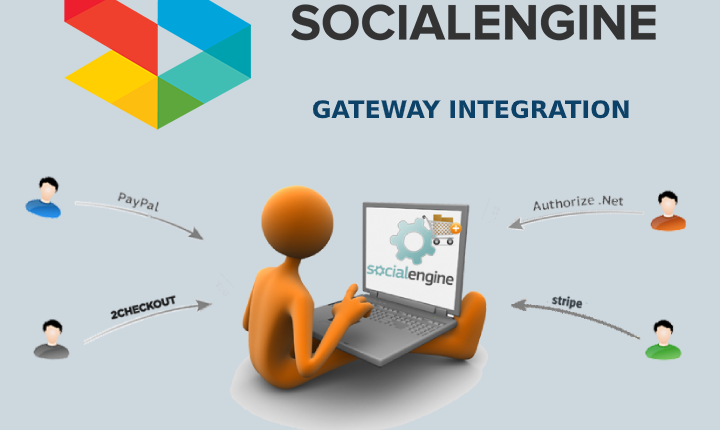 SOCIALENGINE
GATEWAY INTEGRATION
PayPal
Authorize .Net
socialengine
2CHECKOUT
stripe